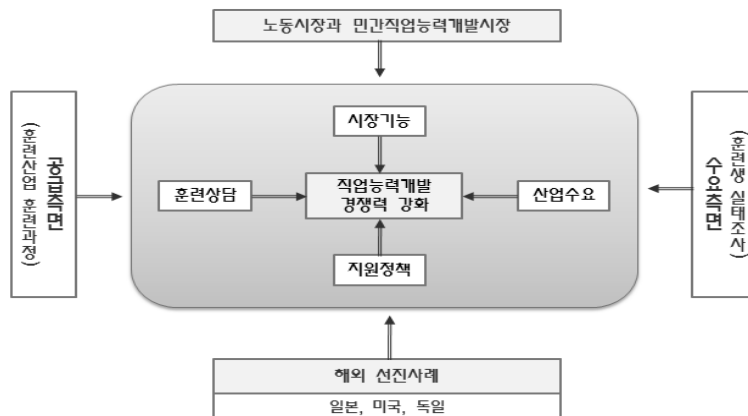 노동시장과 민간직업능력개발시장
공급측면
(훈련산업 훈련과정)
시장기능
훈련상담
직업능력개발
경쟁력 강화
산업수요
지원정책
수요측면
(훈련생 실태조사)
해외 선진사례
일본, 미국, 독일